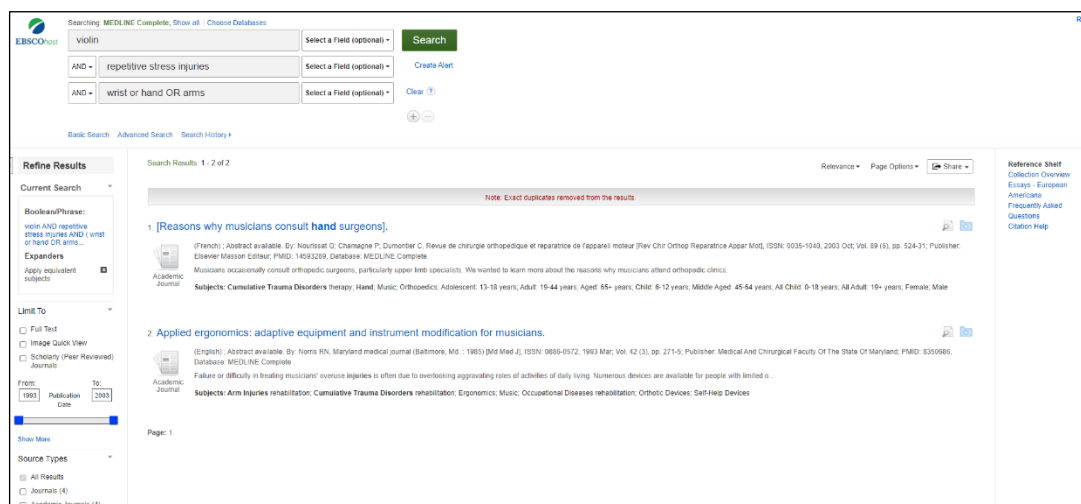 Searching: MEDLINE Complete, Show all | Choose Databases
EBSCOhost
violin
Select a Field (optional)
Search
AND
repetitive stress injuries
Select a Field (optional)
Create Alert
AND
wrist or hand OR arms
Select a Field (optional)
Clear ?
Basic Search Advanced Search Search History
Refine Results
Current Search
Boolean/Phrase:
violin AND repetitive
stress injuries AND ( wrist
or hand OR arms...
Expanders
Apply equivalent
subjects
Limit To
Full Text
Image Quick View
Scholarly (Peer Reviewed)
Journals
From: To:
1993 Publication 2003
Date
Show More
Source Types
All Results
Journals (4)
Search Results: 1 - 2 of 2
Relevance Page Options Share
Note: Exact duplicates removed from the results.
1. [Reasons why musicians consult hand surgeons].
(French) ; Abstract available. By: Nourissat G; Chamagne P; Dumontier C, Revue de chirurgie orthopedique et reparatrice de l'appareil moteur [Rev Chir Orthop Reparatrice Appar Mot], ISSN: 0035-1040, 2003 Oct; Vol. 89 (6), pp. 524-31; Publisher:
Elsevier Masson Editeur; PMID: 14593289, Database: MEDLINE Complete
Musicians occasionally consult orthopedic surgeons, particularly upper limb specialists. We wanted to learn more about the reasons why musicians attend orthopedic clinics.
Academic
Journal
Subjects: Cumulative Trauma Disorders therapy; Hand; Music; Orthopedics; Adolescent: 13-18 years; Adult: 19-44 years; Aged: 65+ years; Child: 6-12 years; Middle Aged: 45-64 years; All Child: 0-18 years; All Adult: 19+ years; Female; Male
2. Applied ergonomics: adaptive equipment and instrument modification for musicians.
(English) ; Abstract available. By: Norris RN, Maryland medical journal (Baltimore, Md. : 1985) [Md Med J], ISSN: 0886-0572, 1993 Mar; Vol. 42 (3), pp. 271-5; Publisher: Medical And Chirurgical Faculty Of The State Of Maryland; PMID: 8350686,
Database: MEDLINE Complete
Failure or difficulty in treating musicians' overuse injuries is often due to overlooking aggravating roles of activities of daily living. Numerous devices are available for people with limited o...
Academic
Journal
Subjects: Arm Injuries rehabilitation; Cumulative Trauma Disorders rehabilitation; Ergonomics; Music; Occupational Diseases rehabilitation; Orthotic Devices; Self-Help Devices
Page: 1
Reference Shelf
Collection Overview
Essays - European
Americana
Frequently Asked
Questions
Citation Help